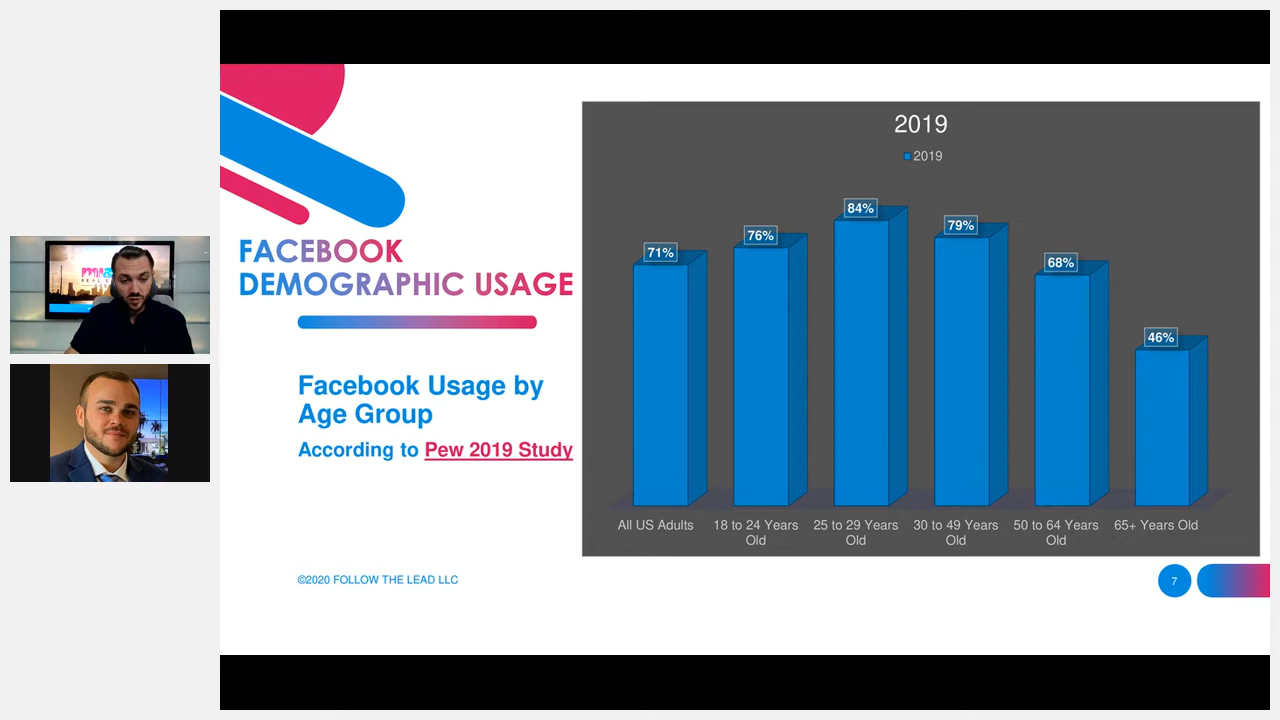 FACEBOOK
DEMOGRAPHIC USAGE
Facebook Usage by
Age Group
According to Pew 2019 Study
©2020 FOLLOW THE LEAD LLC
2019
2019
71%
76%
84%
79%
68%
46%
All US Adults
18 to 24 Years
Old
25 to 29 Years
Old
30 to 49 Years
Old
50 to 64 Years
Old
65+ Years Old
7